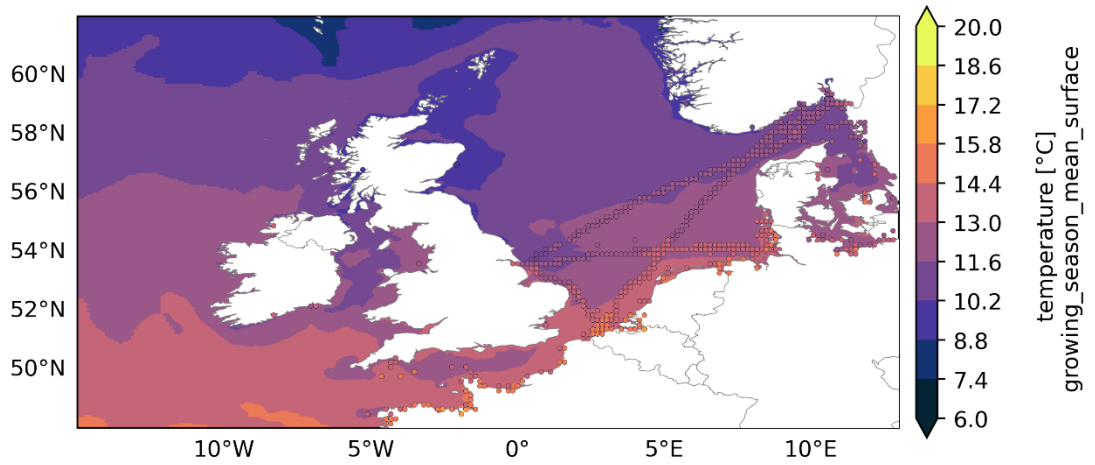 60°N
58°N
56°N
54°N
52°N
50°N
10°W
5°W
0°
5°E
10°E
20.0
18.6
17.2
15.8
14.4
13.0
11.6
10.2
8.8
7.4
6.0
temperature [°C]
growing_season_mean_surface